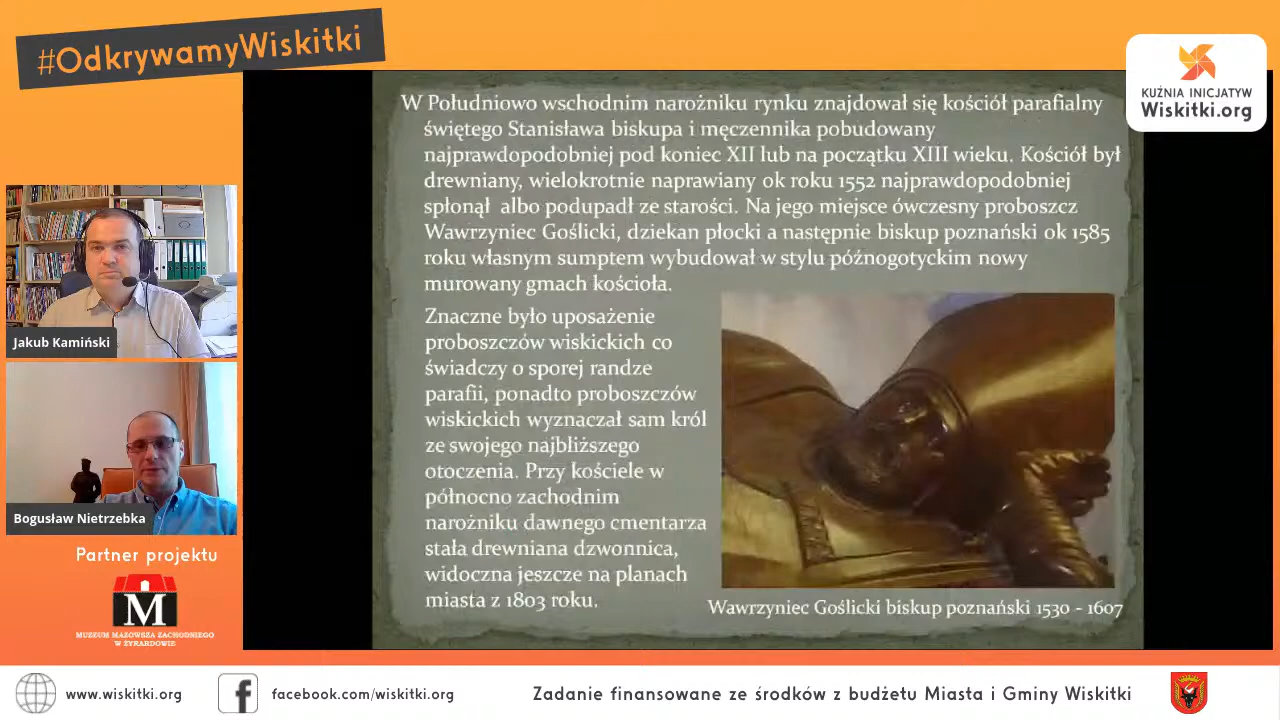 #OdkrywamyWiskitki
KUŹNIA INICJATYW
Wiskitki.org
W Południowo wschodnim narożniku rynku znajdował się kościół parafialny
świętego Stanisława biskupa i męczennika pobudowany
najprawdopodobniej pod koniec XII lub na początku XIII wieku. Kościół był
drewniany, wielokrotnie naprawiany ok roku 1552 najprawdopodobniej
spłonął albo podupadł ze starości. Na jego miejsce ówczesny proboszcz
Wawrzyniec Goślicki, dziekan płocki a następnie biskup poznański ok 1585
roku własnym sumptem wybudował w stylu późnogotyckim nowy
murowany gmach kościoła.
Znaczne było uposażenie
proboszczów wiskickich co
świadczy o sporej randze
parafii, ponadto proboszczów
wiskickich wyznaczał sam król
ze swojego najbliższego
otoczenia. Przy kościele w
północno zachodnim
narożniku dawnego cmentarza
stała drewniana dzwonnica,
widoczna jeszcze na planach
miasta z 1803 roku.
Wawrzyniec Goślicki biskup poznański 1530 - 1607
Jakub Kamiński
Bogusław Nietrzebka
Partner projektu
M
MUZEUM MAZOWSZA ZACHODNIEGO
W ŻYRARDOWIE
www.wiskitki.org
facebook.com/wiskitki.org
Zadanie finansowane ze środków z budżetu Miasta i Gminy Wiskitki